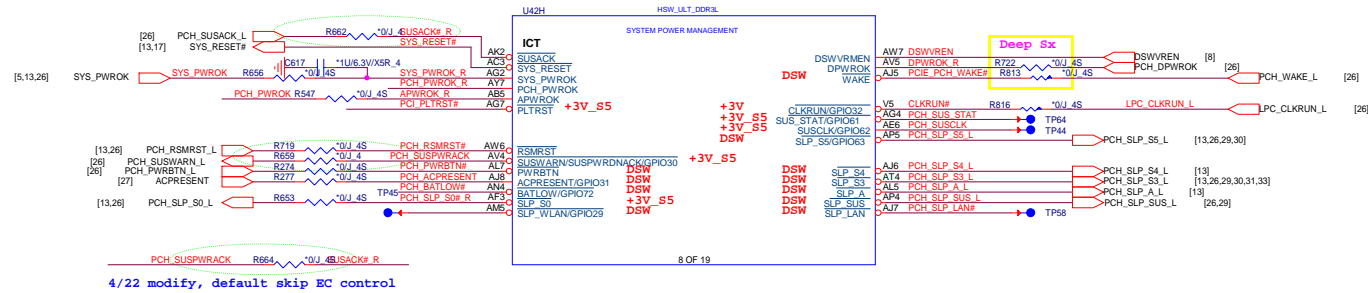 U42H
HSW_ULT_DDR3L
SYSTEM POWER MANAGEMENT
ICT
[26] PCH_SUSACK_L R662 *0/J_4 SUSACK#_R AK2 SUSACK
[13,17] SYS_RESET# SYS_RESET# AC3 SYS_RESET
C617 *1U/6.3V/X5R_4
[5,13,26] SYS_PWROK SYS_PWROK R656 *0/J_4S SYS_PWROK_R AG2 SYS_PWROK
PCH_PWROK_R AY7 PCH_PWROK
PCH_PWROK R547 *0/J_4S APWROK_R AB5 APWROK
PCI_PLTRST# AG7 PLTRST +3V_S5
[13,26] PCH_RSMRST_L R719 *0/J_4S PCH_RSMRST# AW6 RSMRST
[26] PCH_SUSWARN_L R659 *0/J_4 PCH_SUSPWRACK AV4 SUSWARN/SUSPWRDNACK/GPIO30 +3V_S5
[26] PCH_PWRBTN_L R274 *0/J_4S PCH_PWRBTN# AL7 PWRBTN DSW
[27] ACPRESENT R277 *0/J_4S PCH_ACPRESENT AJ8 ACPRESENT/GPIO31 DSW
TP45 PCH_BATLOW# AN4 BATLOW/GPIO72 DSW
[13,26] PCH_SLP_S0_L R653 *0/J_4S PCH_SLP_S0#_R AF3 SLP_S0 +3V_S5
AM5 SLP_WLAN/GPIO29 DSW
Deep Sx
DSWVRMEN AW7 DSWVREN DSWVREN [8]
DPWROK AV5 DPWROK_R R722 *0/J_4S PCH_DPWROK [26]
DSW WAKE AJ5 PCIE_PCH_WAKE# R813 *0/J_4S PCH_WAKE_L [26]
+3V CLKRUN/GPIO32 V5 CLKRUN# R816 *0/J_4S LPC_CLKRUN_L LPC_CLKRUN_L [26]
+3V_S5 SUS_STAT/GPIO61 AG4 PCH_SUS_STAT TP64
+3V_S5 SUSCLK/GPIO62 AE6 PCH_SUSCLK TP44
DSW SLP_S5/GPIO63 AP5 PCH_SLP_S5_L PCH_SLP_S5_L [13,26,29,30]
DSW SLP_S4 AJ6 PCH_SLP_S4_L PCH_SLP_S4_L [13]
DSW SLP_S3 AT4 PCH_SLP_S3_L PCH_SLP_S3_L [13,26,29,30,31,33]
DSW SLP_A AL5 PCH_SLP_A_L PCH_SLP_A_L [13]
DSW SLP_SUS AP4 PCH_SLP_SUS_L PCH_SLP_SUS_L [26,29]
DSW SLP_LAN AJ7 PCH_SLP_LAN# TP58
8 OF 19
PCH_SUSPWRACK R664 *0/J_4S SUSACK#_R
4/22 modify, default skip EC control